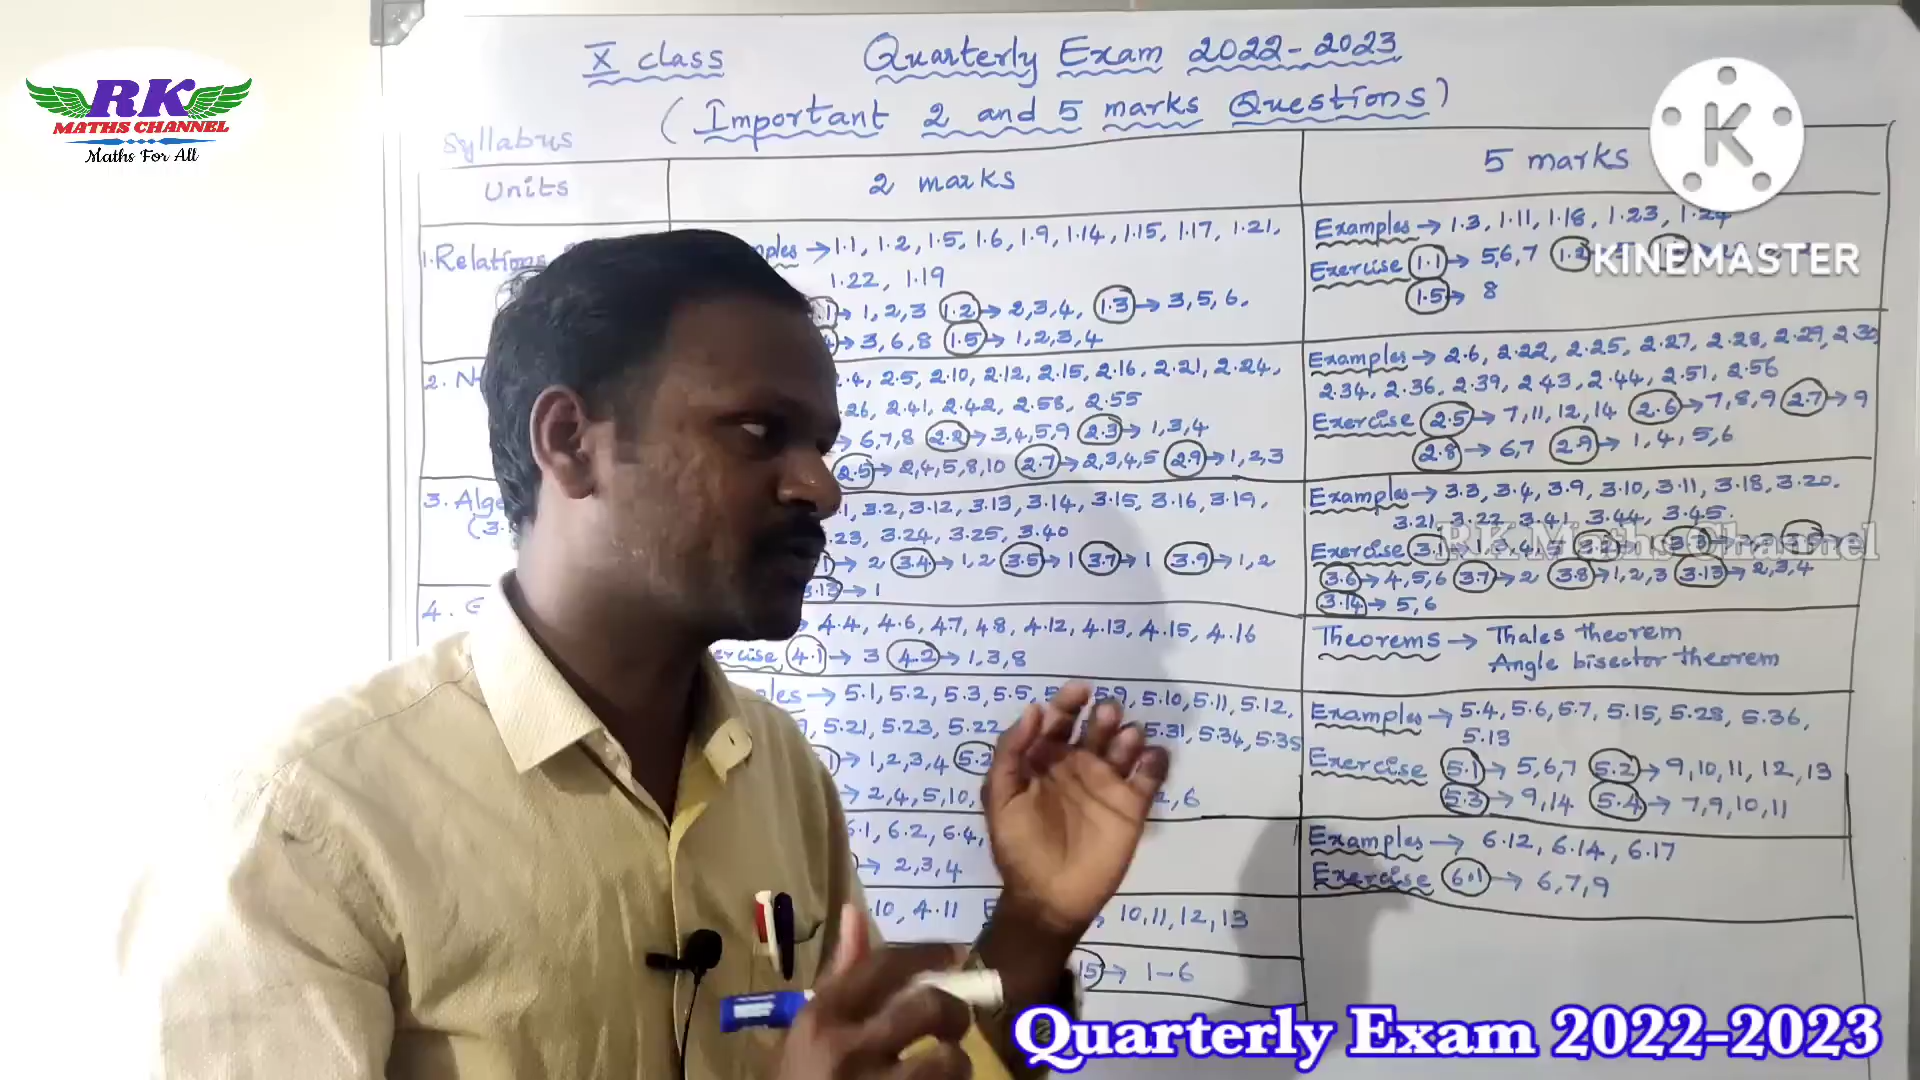 RK
MATHS CHANNEL
Maths For All
X class Quarterly Exam 2022-2023
(Important 2 and 5 marks Questions)
Syllabus
Units
2 marks
5 marks
1. Relations
→ 1.1, 1.2, 1.5, 1.6, 1.9, 1.14, 1.15, 1.17, 1.21,
1.22, 1.19
→ 1,2,3 1.2 → 2,3,4, 1.3 → 3,5,6,
→ 3,6,8 1.5 → 1,2,3,4
Examples → 1.3, 1.11, 1.18, 1.23, 1.24
Exercise 1.1 → 5,6,7 1.2
1.5 → 8
KINEMASTER
2.
2.5, 2.10, 2.12, 2.15, 2.16, 2.21, 2.24,
2.41, 2.42, 2.58, 2.55
→ 6,7,8 2.2 → 3,4,5,9 2.3 → 1,3,4
2.5 → 2,4,5,8,10 2.7 → 2,3,4,5 2.9 → 1,2,3
Examples → 2.6, 2.22, 2.25, 2.27, 2.28, 2.29, 2.30
2.34, 2.36, 2.39, 2.43, 2.44, 2.51, 2.56
Exercise 2.5 → 7,11,12,14 2.6 → 7,8,9 2.7 → 9
2.8 → 6,7 2.9 → 1,4,5,6
3.
3.2, 3.12, 3.13, 3.14, 3.15, 3.16, 3.19,
3.24, 3.25, 3.40
→ 2 3.4 → 1,2 3.5 → 1 3.7 → 1 3.9 → 1,2
3.13 → 1
Examples → 3.3, 3.4, 3.9, 3.10, 3.11, 3.18, 3.20,
3.21, 3.22, 3.41, 3.44, 3.45.
RK Maths Channel
Exercise 3.1
3.6 → 4,5,6 3.7 → 2 3.8 → 1,2,3 3.13 → 2,3,4
3.14 → 5,6
4.
→ 4.4, 4.6, 4.7, 4.8, 4.12, 4.13, 4.15, 4.16
4.1 → 3 4.2 → 1,3,8
Theorems → Thales theorem
Angle bisector theorem
→ 5.1, 5.2, 5.3, 5.5, 5.9, 5.10, 5.11, 5.12,
5.21, 5.23, 5.22 5.31, 5.34, 5.35
→ 1,2,3,4 5.2
→ 2,4,5,10, 6
Examples → 5.4, 5.6, 5.7, 5.15, 5.28, 5.36,
5.13
Exercise 5.1 → 5,6,7 5.2 → 9,10,11,12,13
5.3 → 9,14 5.4 → 7,9,10,11
6.1, 6.2, 6.4,
→ 2,3,4
Examples → 6.12, 6.14, 6.17
Exercise 6.1 → 6,7,9
4.11 10,11,12,13
→ 1-6
Quarterly Exam 2022-2023